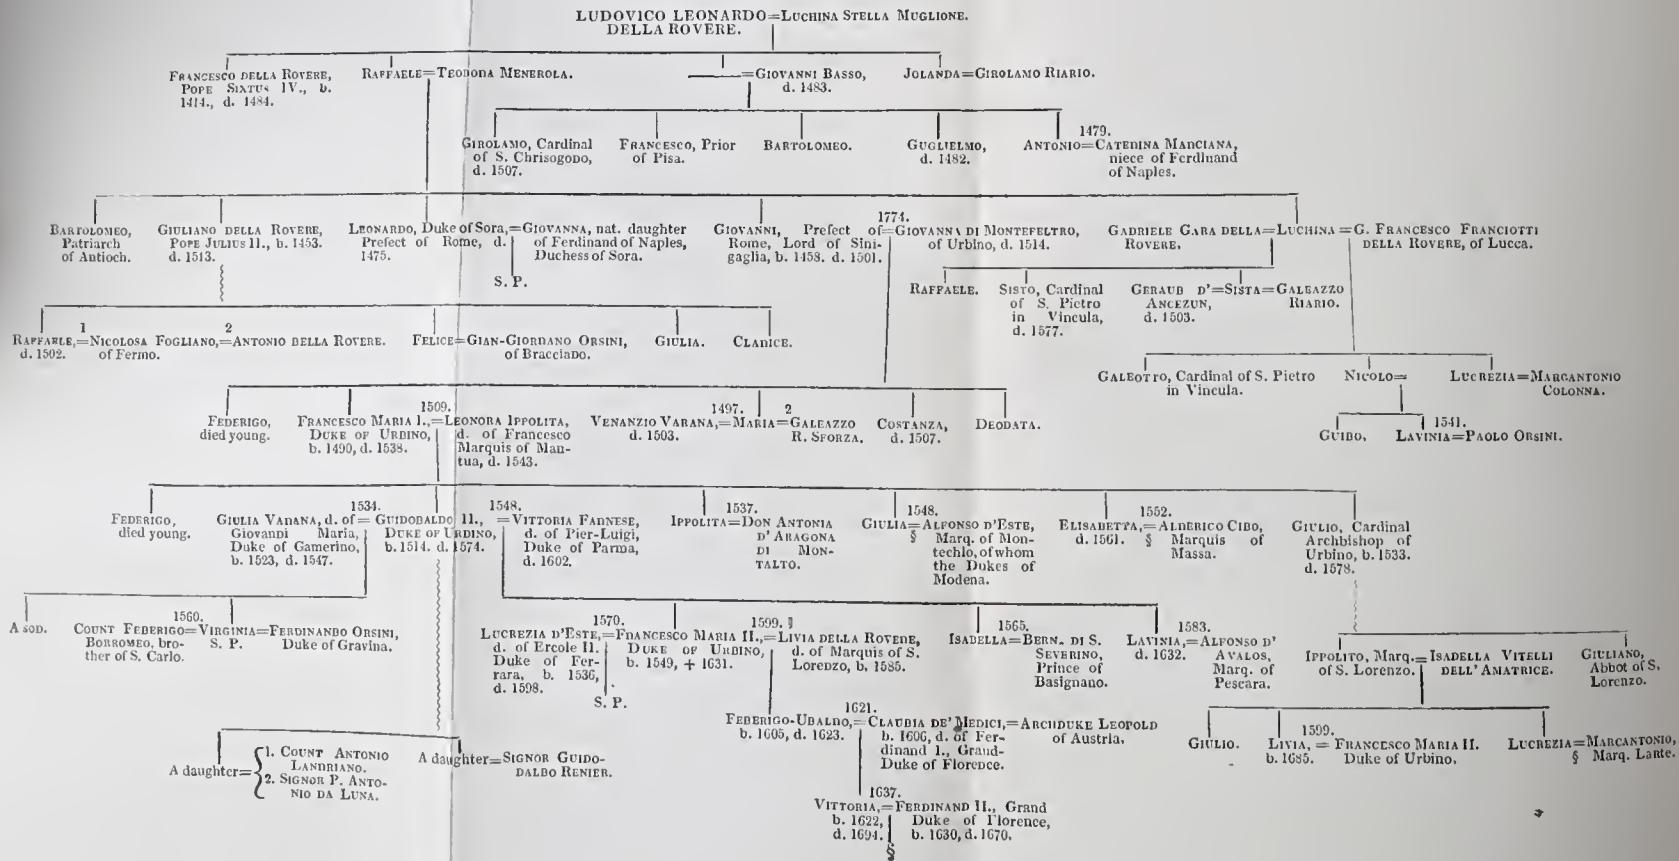 LUDOVICO LEONARDO=LUCHINA STELLA MUGLIONE.
DELLA ROVERE.
FRANCESCO DELLA ROVERE,
POPE SIXTUS IV., b.
1414., d. 1484.
RAFFAELE=TEODONA MENEROLA.
=GIOVANNI BASSO,
d. 1483.
JOLANDA=GIROLAMO RIARIO.
GIROLAMO, Cardinal
of S. Chrisogodo,
d. 1507.
FRANCESCO, Prior
of Pisa.
BARTOLOMEO.
GUGLIELMO,
d. 1482.
1479.
ANTONIO=CATEDINA MANCIANA,
niece of Ferdinand
of Naples.
BARTOLOMEO,
Patriarch
of Antioch.
GIULIANO DELLA ROVERE,
POPE JULIUS II., b. 1453.
d. 1513.
LEONARDO, Duke of Sora,=GIOVANNA, nat. daughter
Prefect of Rome, d. of Ferdinand of Naples,
1475. Duchess of Sora.
S. P.
1774.
GIOVANNI, Prefect of=GIOVANNA DI MONTEFELTRO,
Rome, Lord of Sini- of Urbino, d. 1514.
gaglia, b. 1458. d. 1501.
GABRIELE GARA DELLA=LUCHINA=G. FRANCESCO FRANCIOTTI
ROVERE. DELLA ROVERE, of Lucca.
RAFFAELE.
SISTO, Cardinal
of S. Pietro
in Vincula,
d. 1577.
GERAUD D'=SISTA=GALEAZZO
ANCEZUN, RIARIO.
d. 1503.
1 2
RAFFAELE,=NICOLOSA FOGLIANO,=ANTONIO DELLA ROVERE.
d. 1502. of Fermo.
FELICE=GIAN-GIORDANO ORSINI,
of Bracciano.
GIULIA.
CLANICE.
GALEOTRO, Cardinal of S. Pietro
in Vincula.
NICOLO=
LUCREZIA=MARCANTONIO
COLONNA.
GUIDO.
1541.
LAVINIA=PAOLO ORSINI.
FEDERIGO,
died young.
1509.
FRANCESCO MARIA I.,=LEONORA IPPOLITA,
DUKE OF URBINO, d. of Francesco
b. 1490, d. 1538. Marquis of Man-
tua, d. 1543.
1497. 2
VENANZIO VARANA,=MARIA=GALEAZZO
d. 1503. R. SFORZA.
COSTANZA,
d. 1507.
DEODATA.
FEDERIGO,
died young.
1534. 1548.
GIULIA VADANA, d. of=GUIDOBALDO II.,=VITTORIA FADNESE,
Giovandi Maria, DUKE OF URDINO, d. of Pier-Luigi,
Duke of Gamerino, b. 1514. d. 1574. Duke of Parma,
b. 1523, d. 1547. d. 1602.
1537.
IPPOLITA=DON ANTONIA
D'ARAGONA
DI MON-
TALTO.
1548.
GIULIA=ALFONSO D'ESTE,
§ Marq. of Mon-
techio, of whom
the Dukes of
Modena.
1552.
ELISADETTA,=ALDERICO CIBO,
d. 1561. § Marquis of
Massa.
GIULIO, Cardinal
Archbishop of
Urbino, b. 1533.
d. 1578.
A sod.
1560.
COUNT FEDERIGO=VIRGINIA=FERDINANDO ORSINI,
BORROMEO, bro- S. P. Duke of Gravina.
ther of S. Carlo.
1570. 1599. §
LUCREZIA D'ESTE,=FRANCESCO MARIA II.,=LIVIA DELLA ROVENE,
d. of Ercole II. DUKE OF URBINO, d. of Marquis of S.
Duke of Fer- b. 1549, + 1631. Loredzo, b. 1585.
rara, b. 1536,
d. 1598.
S. P.
1565.
ISABELLA=BERN. DI S.
SEVERINO,
Prince of
Basignano.
1583.
LAVINIA,=ALFONSO D'
d. 1632. AVALOS,
Marq. of
Pescara.
IPPOLITO, Marq.=ISADELLA VITELLI
of S. Lorenzo. DELL'AMATRICE.
GIULIANO,
Abbot of S.
Lorenzo.
1621.
FEDERIGO-UBALDO,=CLAUDIA DE' MEDICI,=ARCHDUKE LEOPOLD
b. 1605, d. 1623. b. 1606, d. of Fer- of Austria.
dinand I., Grand-
Duke of Florence.
GIULIO.
1599.
LIVIA,=FRANCESCO MARIA II.
b. 1685. Duke of Urbino.
LUCREZIA=MARCANTONIO,
§ Marq. Lante.
A daughter=
1. COUNT ANTONIO
LANDRIANO.
2. SIGNOR P. ANTO-
NIO DA LUNA.
A daughter=SIGNOR GUIDO-
DALDO RENIER.
1637.
VITTORIA,=FERDINAND II., Grand
b. 1622, Duke of Florence,
d. 1694. b. 1630, d. 1670.
§